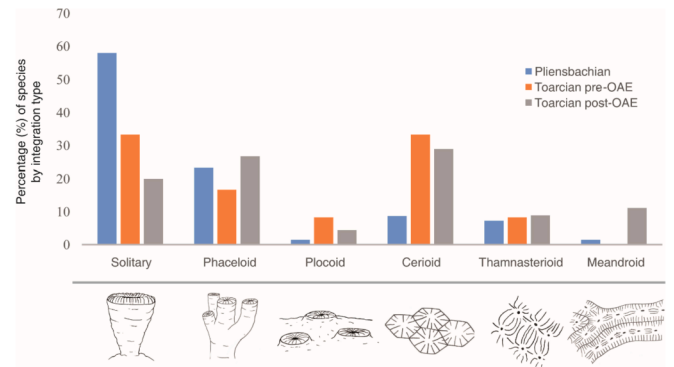 70
60
50
40
30
20
10
0
Percentage (%) of species
by integration type
Pliensbachian
Toarcian pre-OAE
Toarcian post-OAE
Solitary Phaceloid Plocoid Cerioid Thamnasterioid Meandroid